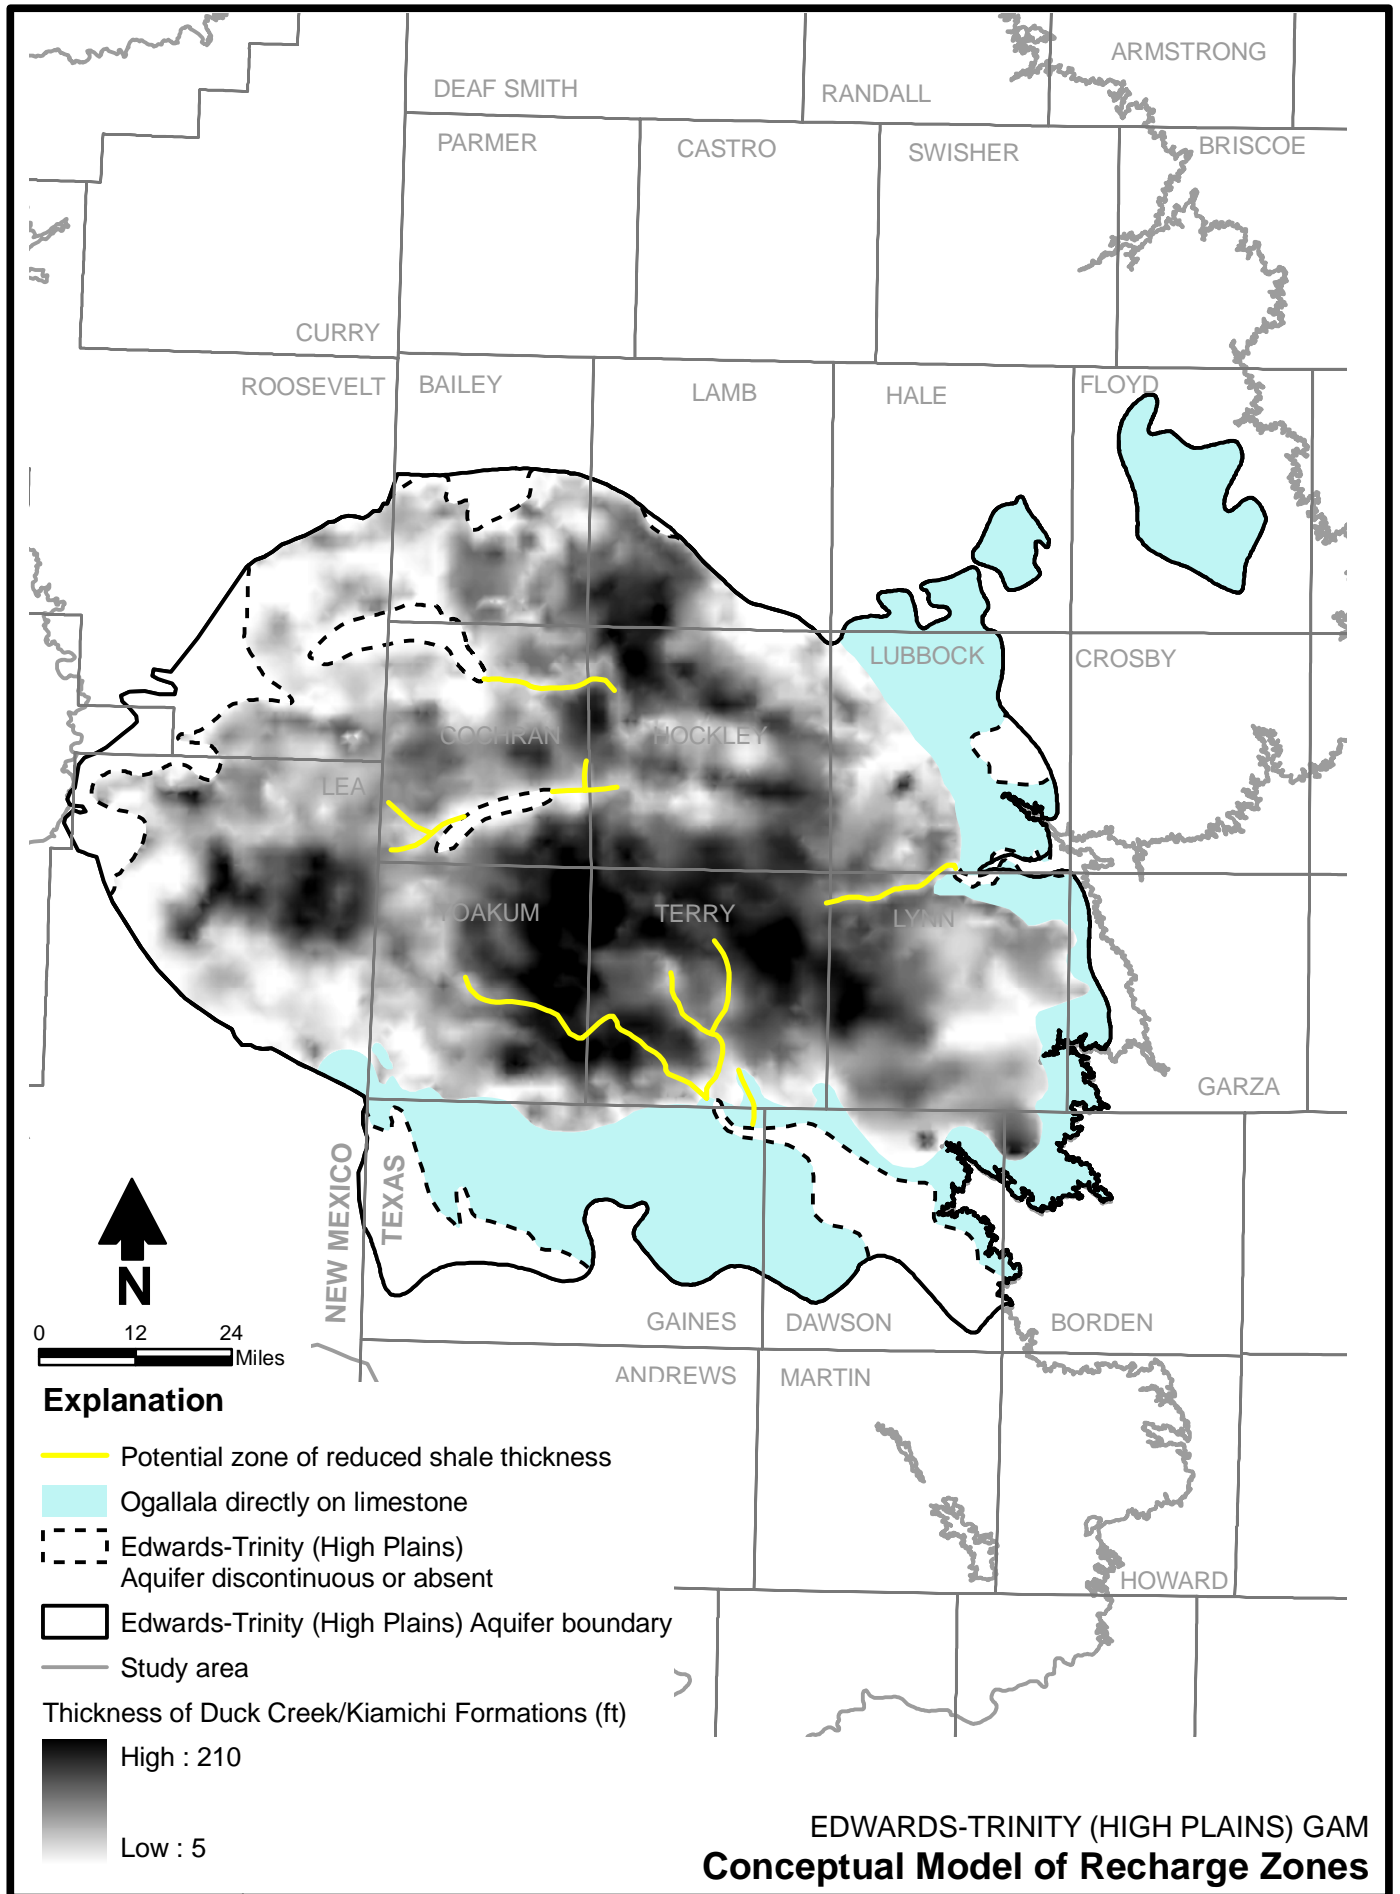 ARMSTRONG
DEAF SMITH
RANDALL
PARMER
CASTRO
SWISHER
BRISCOE
CURRY
ROOSEVELT
BAILEY
LAMB
HALE
FLOYD
LUBBOCK
CROSBY
COCHRAN
HOCKLEY
LEA
YOAKUM
TERRY
LYNN
GARZA
NEW MEXICO
TEXAS
N
GAINES
DAWSON
BORDEN
0 12 24
Miles
ANDREWS
MARTIN
HOWARD
Explanation
Potential zone of reduced shale thickness
Ogallala directly on limestone
Edwards-Trinity (High Plains)
Aquifer discontinuous or absent
Edwards-Trinity (High Plains) Aquifer boundary
Study area
Thickness of Duck Creek/Kiamichi Formations (ft)
High : 210
Low : 5
EDWARDS-TRINITY (HIGH PLAINS) GAM
Conceptual Model of Recharge Zones